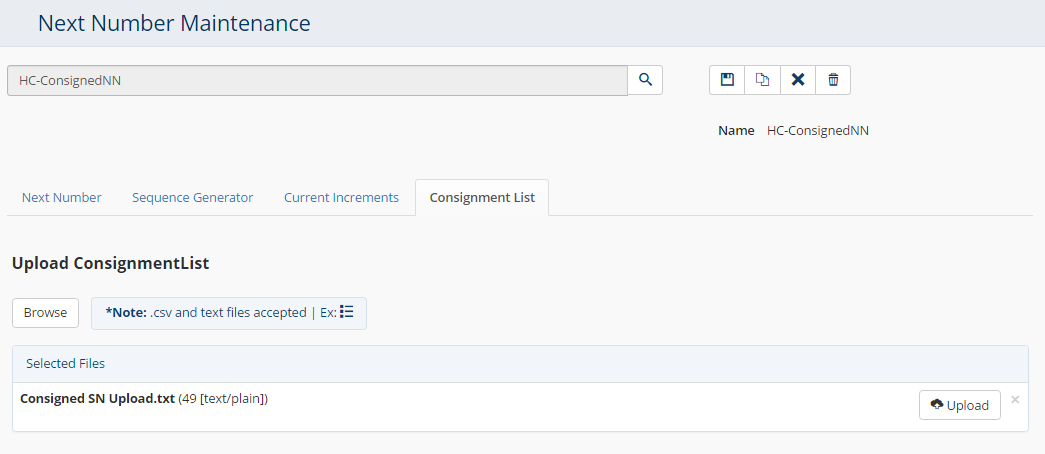 Next Number Maintenance
HC-ConsignedNN
Name HC-ConsignedNN
Next Number Sequence Generator Current Increments Consignment List
Upload ConsignmentList
Browse *Note: .csv and text files accepted | Ex:
Selected Files
Consigned SN Upload.txt (49 [text/plain])
Upload ×